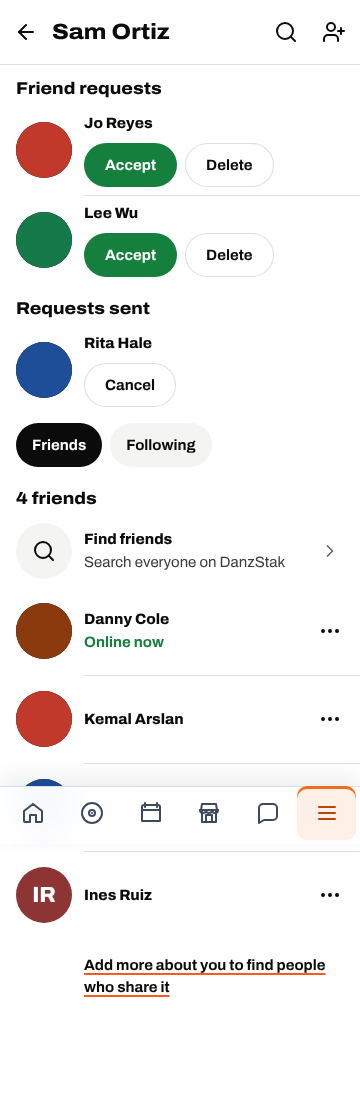 Sam Ortiz
Friend requests
Jo Reyes
Accept
Delete
Lee Wu
Accept
Delete
Requests sent
Rita Hale
Cancel
Friends
Following
4 friends
Find friends
Search everyone on DanzStak
Danny Cole
Online now
Kemal Arslan
IR
Ines Ruiz
Add more about you to find people
who share it